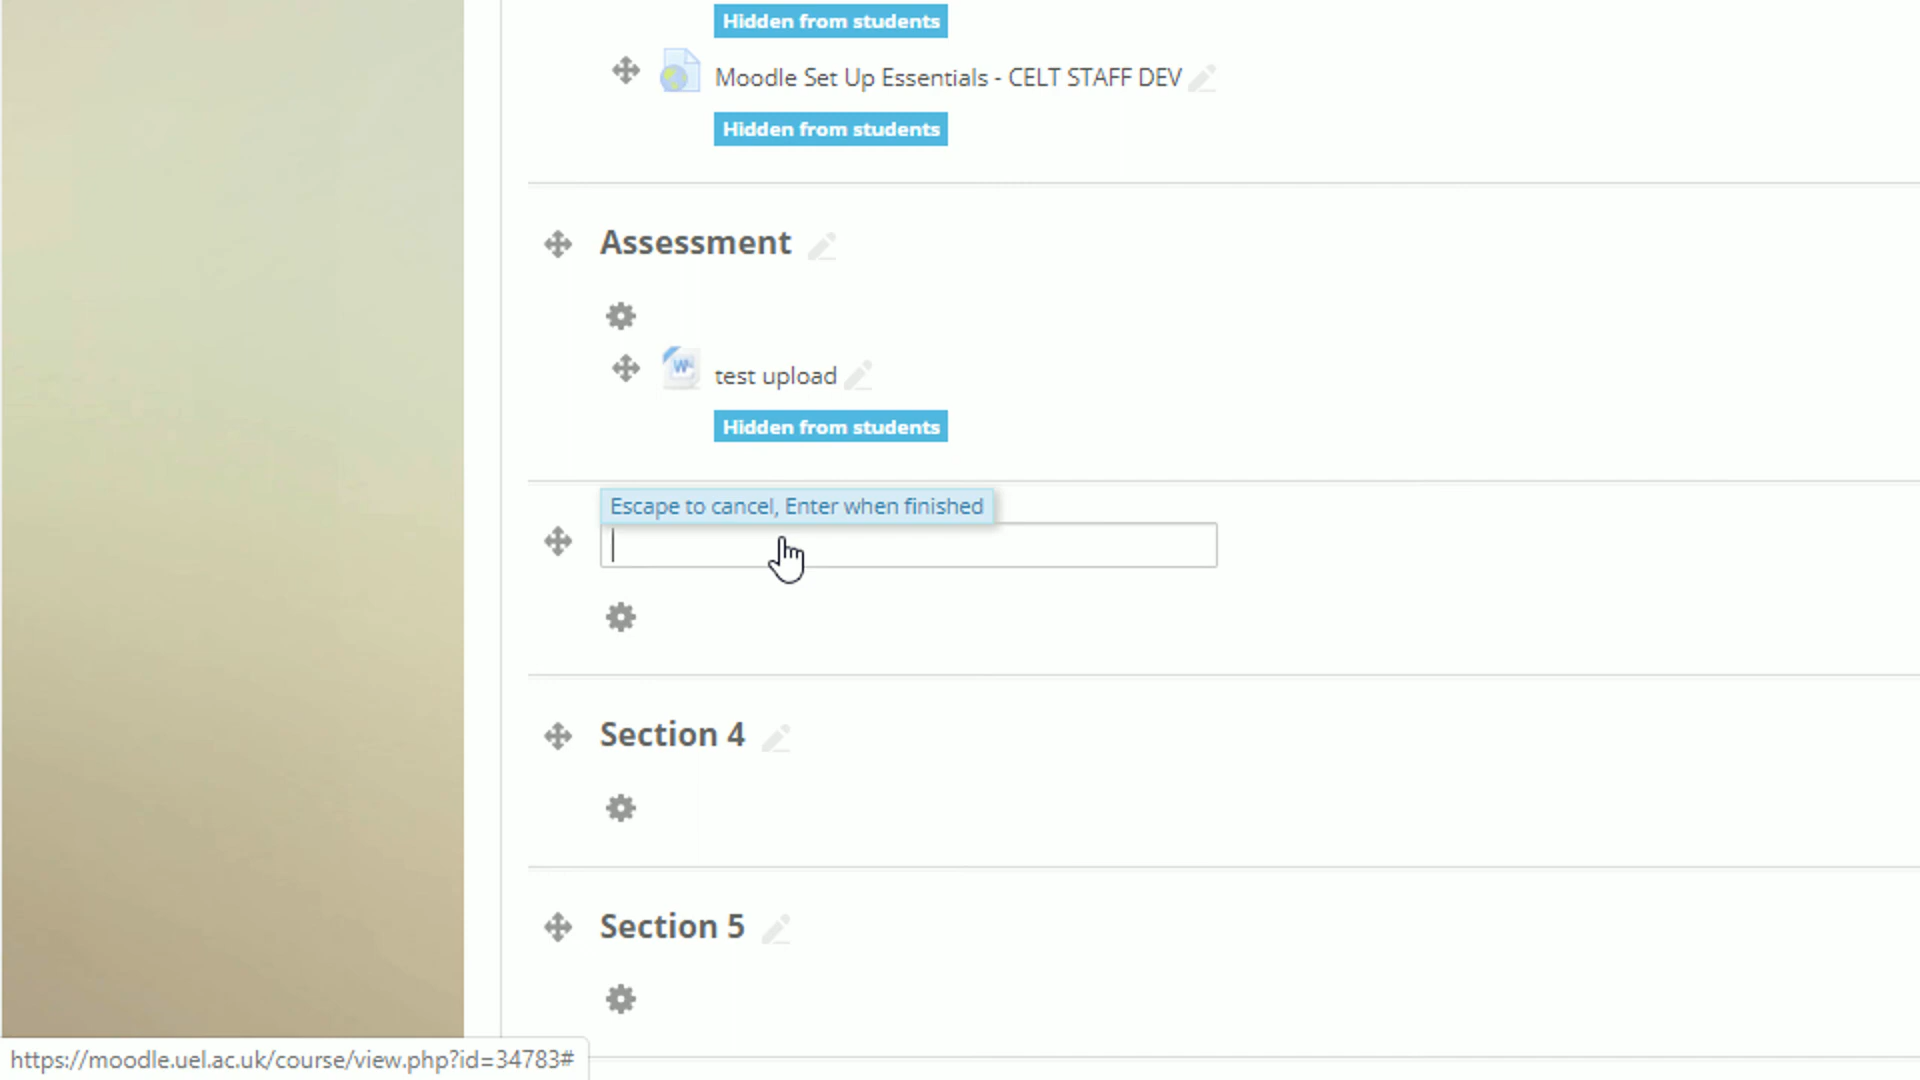 Hidden from students
Moodle Set Up Essentials - CELT STAFF DEV
Hidden from students
Assessment
test upload
Hidden from students
Escape to cancel, Enter when finished
Section 4
Section 5
https://moodle.uel.ac.uk/course/view.php?id=34783#